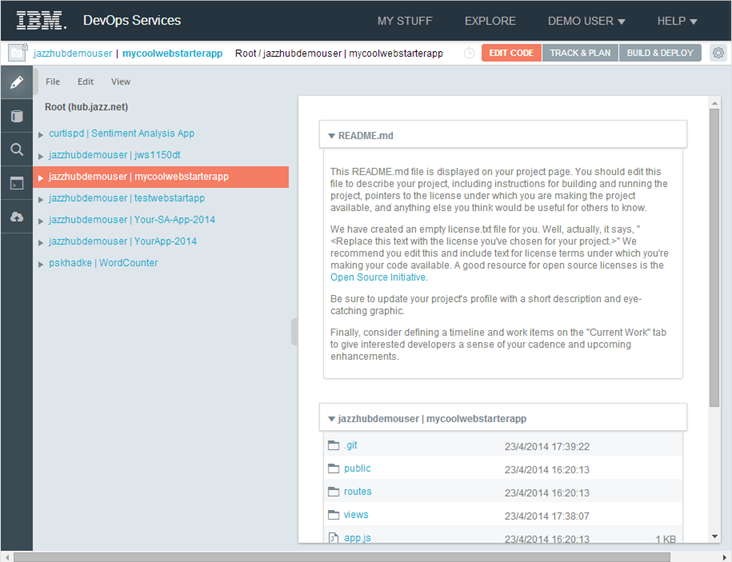 IBM. DevOps Services MY STUFF EXPLORE DEMO USER HELP
jazzhubdemouser | mycoolwebstarterapp Root / jazzhubdemouser | mycoolwebstarterapp EDIT CODE TRACK & PLAN BUILD & DEPLOY
File Edit View
Root (hub.jazz.net)
curtispd | Sentiment Analysis App
jazzhubdemouser | jws1150dt
jazzhubdemouser | mycoolwebstarterapp
jazzhubdemouser | testwebstartapp
jazzhubdemouser | Your-SA-App-2014
jazzhubdemouser | YourApp-2014
pskhadke | WordCounter
README.md
This README.md file is displayed on your project page. You should edit this
file to describe your project, including instructions for building and running the
project, pointers to the license under which you are making the project
available, and anything else you think would be useful for others to know.
We have created an empty license.txt file for you. Well, actually, it says, "
<Replace this text with the license you've chosen for your project.>" We
recommend you edit this and include text for license terms under which you're
making your code available. A good resource for open source licenses is the
Open Source Initiative.
Be sure to update your project's profile with a short description and eye-
catching graphic.
Finally, consider defining a timeline and work items on the "Current Work" tab
to give interested developers a sense of your cadence and upcoming
enhancements.
jazzhubdemouser | mycoolwebstarterapp
.git 23/4/2014 17:39:22
public 23/4/2014 16:20:13
routes 23/4/2014 16:20:13
views 23/4/2014 17:38:07
app.js 23/4/2014 16:20:13 1 KB